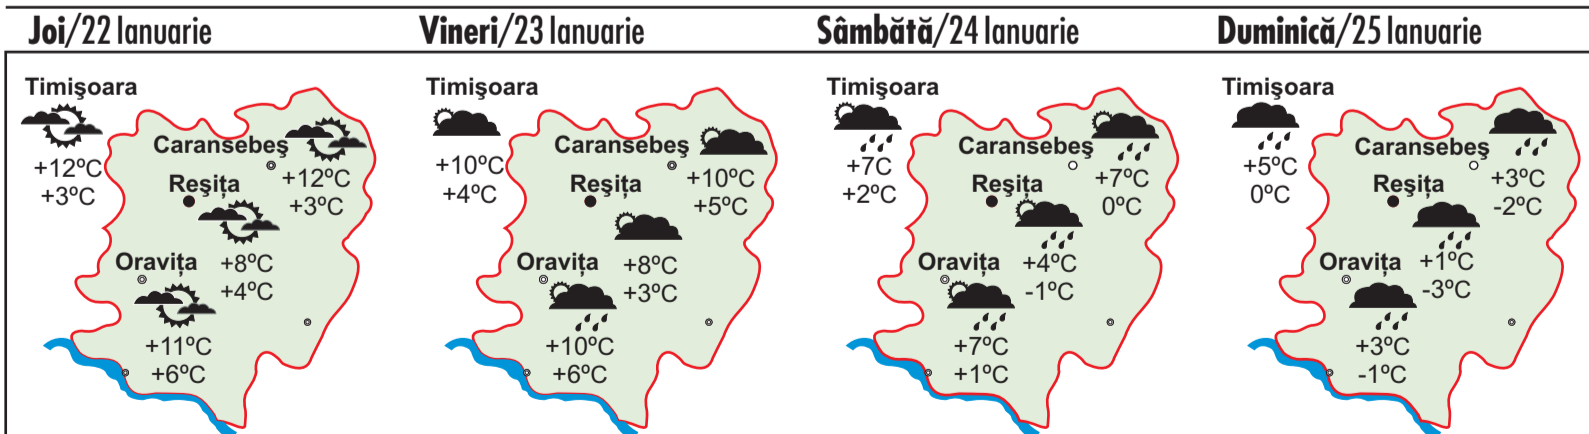 Joi/22 Ianuarie
Timişoara
+12ºC
+3ºC
Caransebeş
+12ºC
+3ºC
Reşiţa
+8ºC
+4ºC
Oraviţa
+11ºC
+6ºC
Vineri/23 Ianuarie
Timişoara
+10ºC
+4ºC
Caransebeş
+10ºC
+5ºC
Reşiţa
+8ºC
+3ºC
Oraviţa
+10ºC
+6ºC
Sâmbătă/24 Ianuarie
Timişoara
+7C
+2ºC
Caransebeş
+7ºC
0ºC
Reşiţa
+4ºC
-1ºC
Oraviţa
+7ºC
+1ºC
Duminică/25 Ianuarie
Timişoara
+5ºC
0ºC
Caransebeş
+3ºC
-2ºC
Reşiţa
+1ºC
-3ºC
Oraviţa
+3ºC
-1ºC